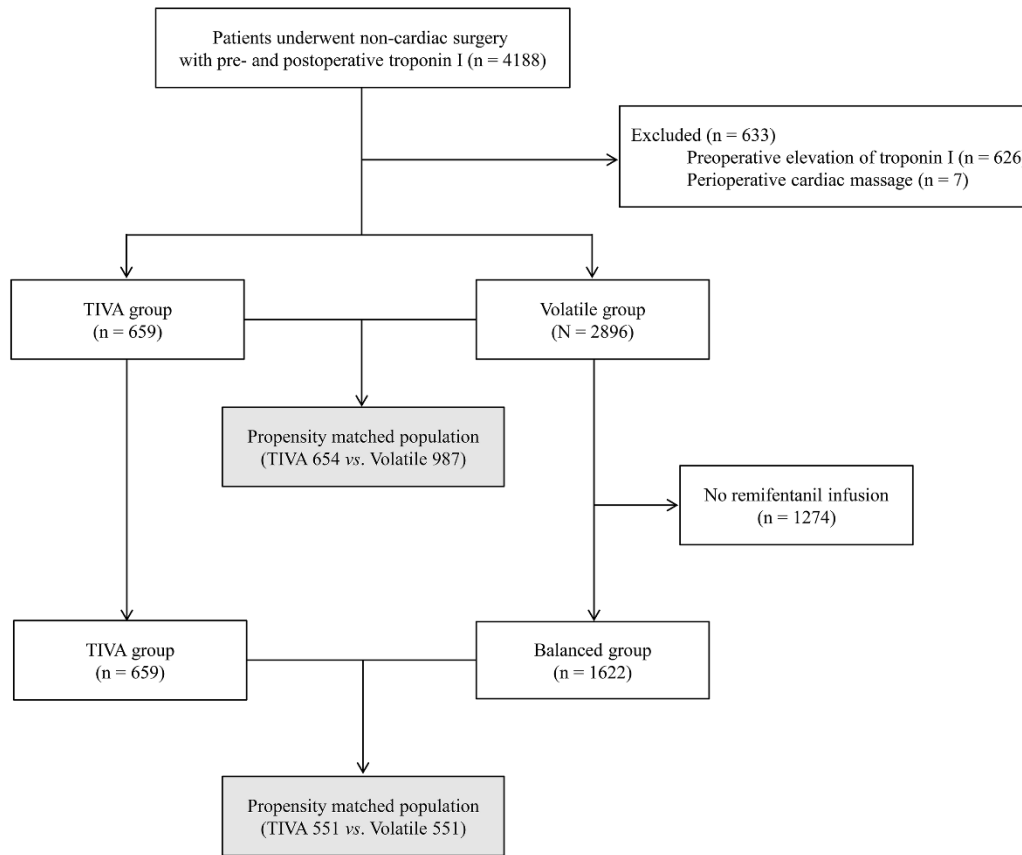 Patients underwent non-cardiac surgery
with pre- and postoperative troponin I (n = 4188)
Excluded (n = 633)
Preoperative elevation of troponin I (n = 626
Perioperative cardiac massage (n = 7)
TIVA group
(n = 659)
Volatile group
(N = 2896)
Propensity matched population
(TIVA 654 vs. Volatile 987)
No remifentanil infusion
(n = 1274)
TIVA group
(n = 659)
Balanced group
(n = 1622)
Propensity matched population
(TIVA 551 vs. Volatile 551)